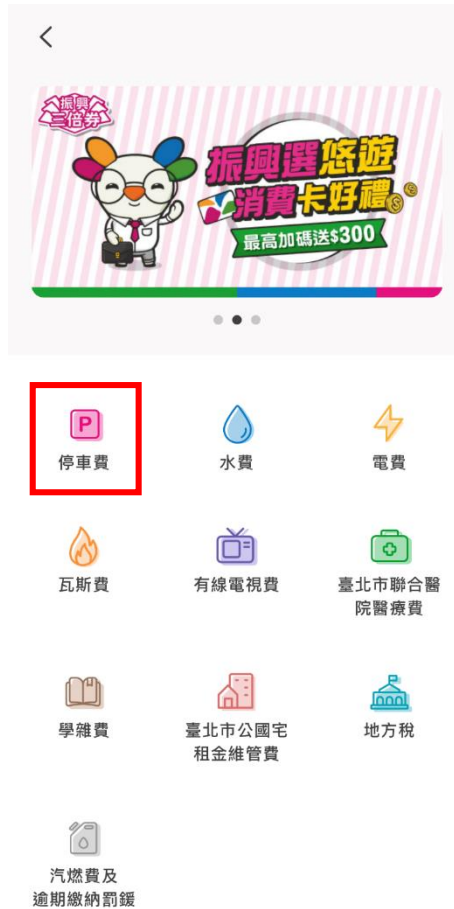 振興
三倍券
振興選悠遊
消費卡好禮
最高加碼送$300
P
停車費
水費
電費
瓦斯費
有線電視費
臺北市聯合醫
院醫療費
學雜費
臺北市公國宅
租金維管費
地方稅
汽燃費及
逾期繳納罰鍰